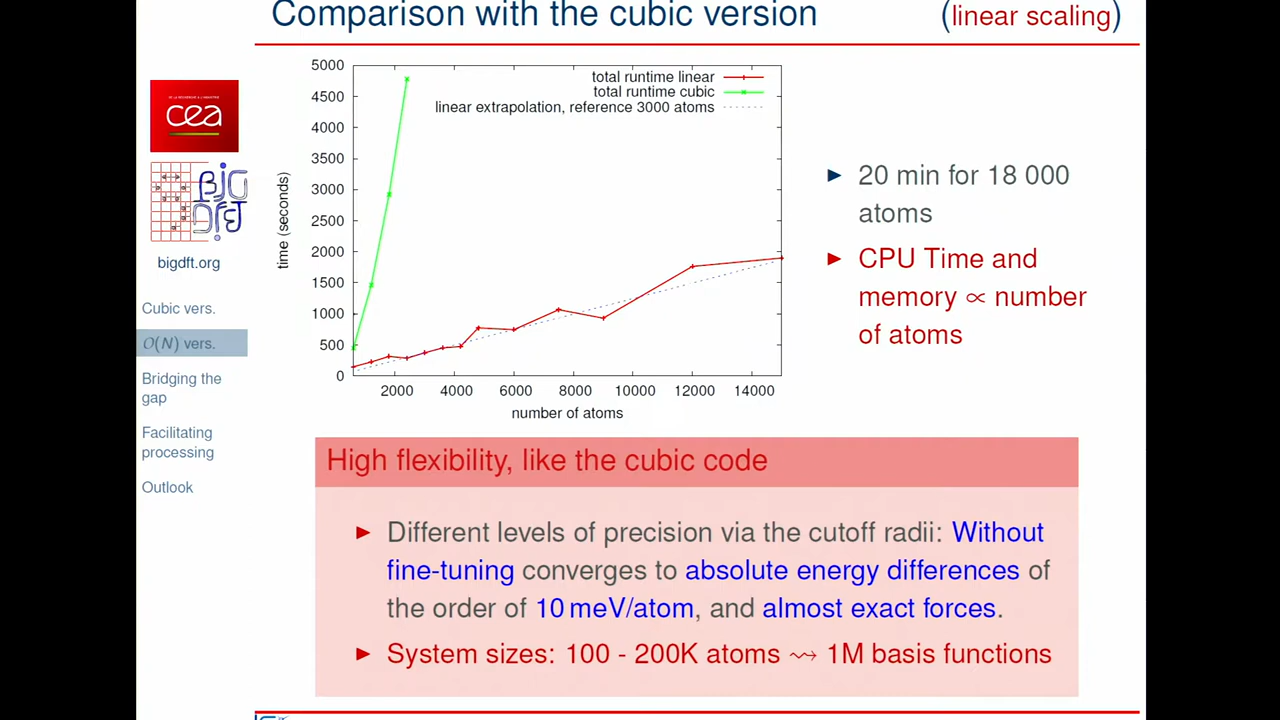 Comparison with the cubic version (linear scaling)
DE LA RECHERCHE À L'INDUSTRIE
cea
BigDFT
bigdft.org
Cubic vers.
O(N) vers.
Bridging the
gap
Facilitating
processing
Outlook
5000
4500
4000
3500
3000
2500
2000
1500
1000
500
0
time (seconds)
total runtime linear
total runtime cubic
linear extrapolation, reference 3000 atoms
2000 4000 6000 8000 10000 12000 14000
number of atoms
► 20 min for 18 000
atoms
► CPU Time and
memory ∝ number
of atoms
High flexibility, like the cubic code
► Different levels of precision via the cutoff radii: Without
fine-tuning converges to absolute energy differences of
the order of 10 meV/atom, and almost exact forces.
► System sizes: 100 - 200K atoms ⇝ 1M basis functions